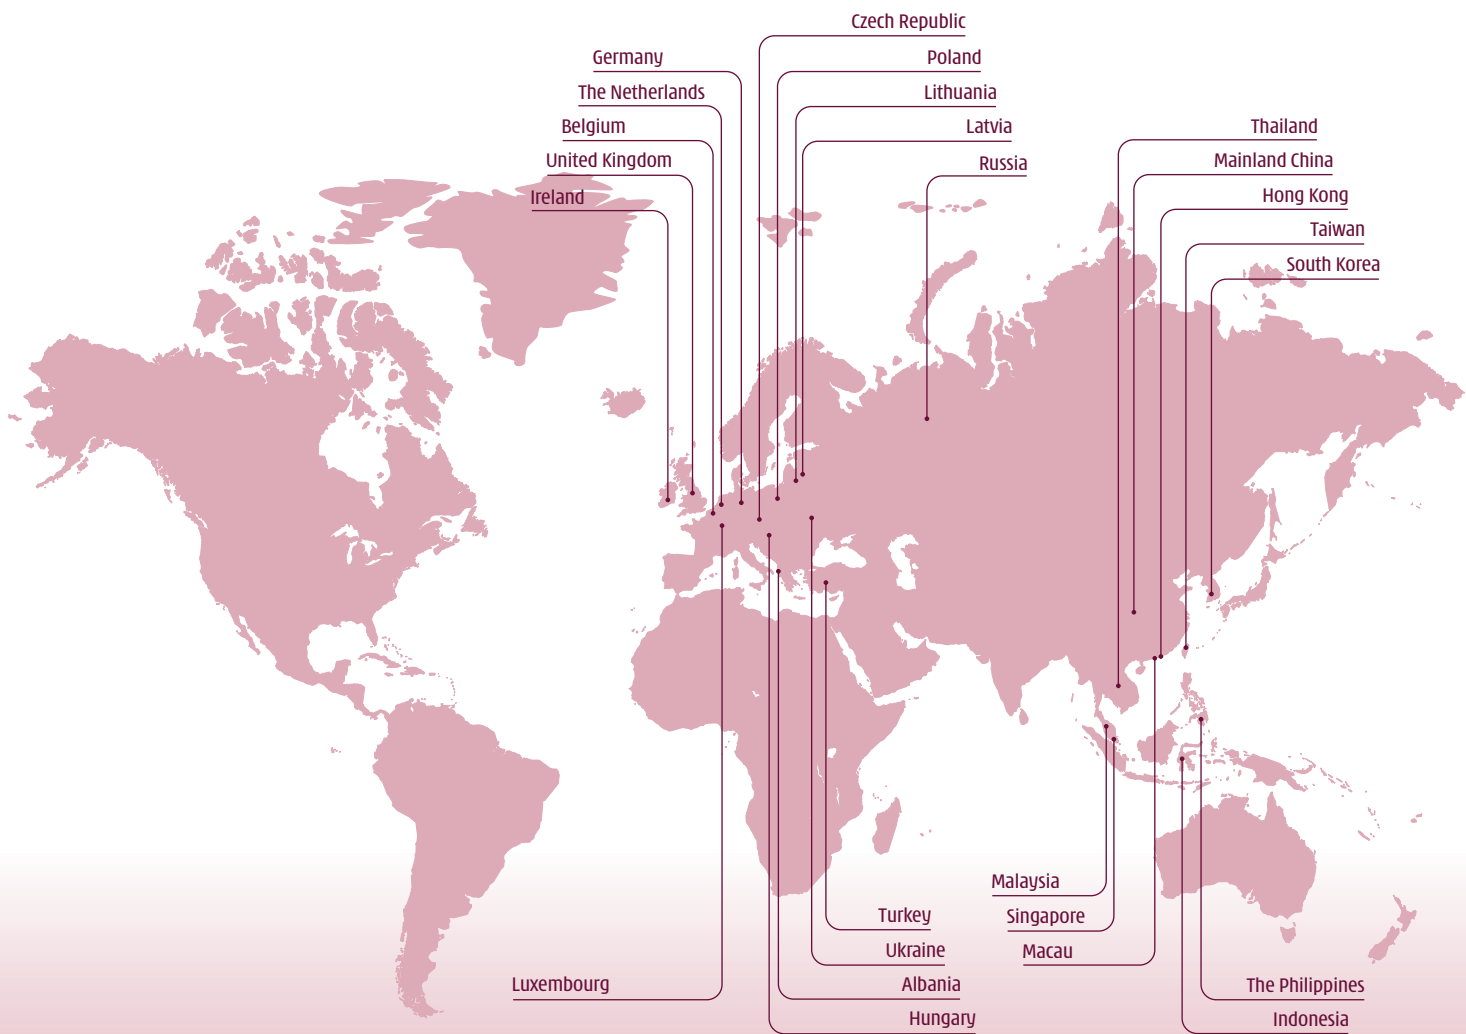 Czech Republic
Germany
Poland
The Netherlands
Lithuania
Belgium
Latvia
Thailand
United Kingdom
Russia
Mainland China
Ireland
Hong Kong
Taiwan
South Korea
Malaysia
Turkey
Singapore
Ukraine
Macau
Luxembourg
Albania
The Philippines
Hungary
Indonesia